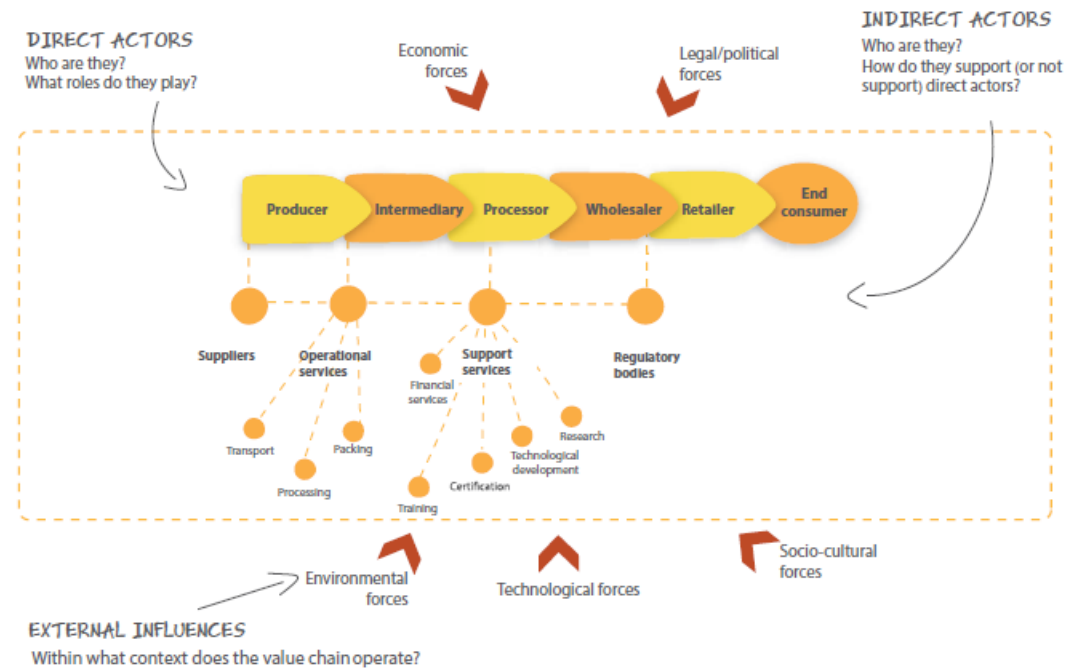 DIRECT ACTORS
Who are they?
What roles do they play?
Economic
forces
Legal/political
forces
INDIRECT ACTORS
Who are they?
How do they support (or not
support) direct actors?
Producer
Intermediary
Processor
Wholesaler
Retailer
End
consumer
Suppliers
Operational
services
Support
services
Regulatory
bodies
Financial
services
Transport
Packing
Processing
Training
Certification
Technological
development
Research
Environmental
forces
Technological forces
Socio-cultural
forces
EXTERNAL INFLUENCES
Within what context does the value chain operate?